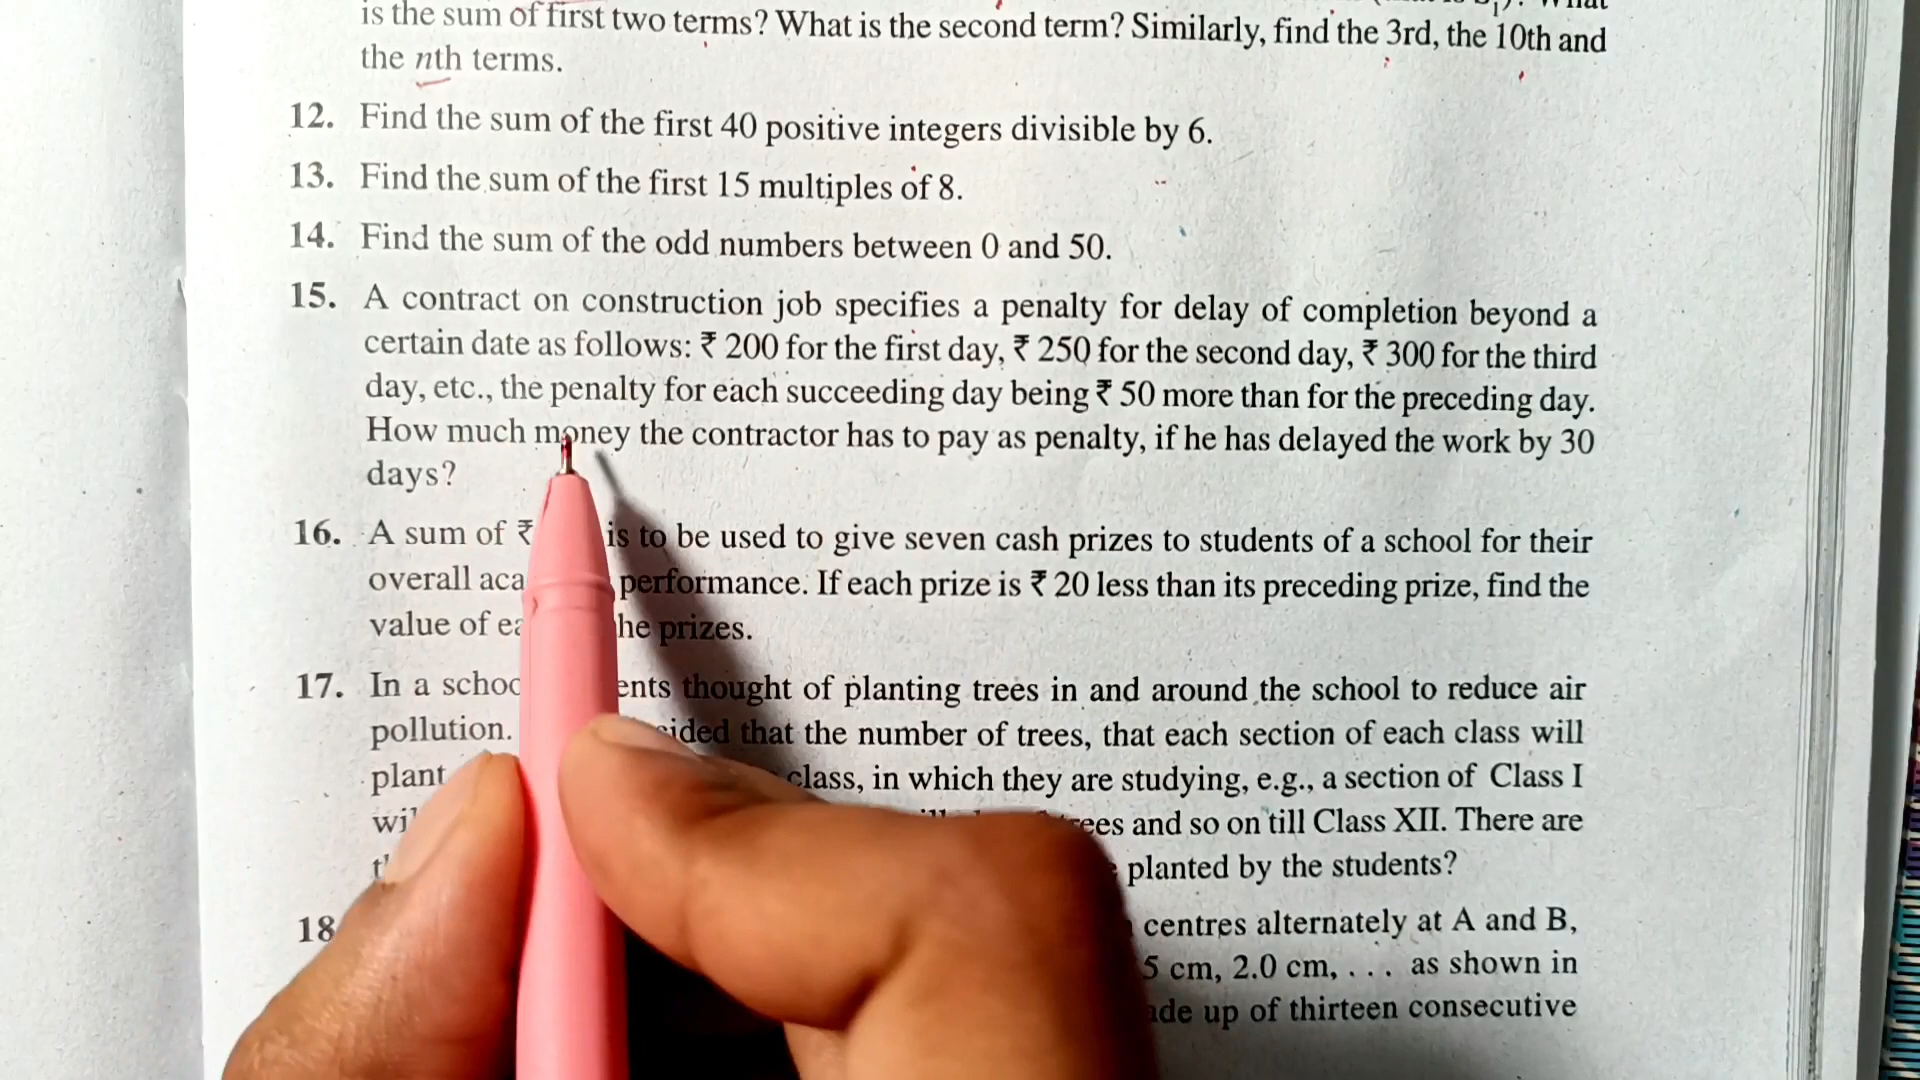 is the sum of first two terms? What is the second term? Similarly, find the 3rd, the 10th and
the nth terms.
12. Find the sum of the first 40 positive integers divisible by 6.
13. Find the sum of the first 15 multiples of 8.
14. Find the sum of the odd numbers between 0 and 50.
15. A contract on construction job specifies a penalty for delay of completion beyond a
certain date as follows: ₹ 200 for the first day, ₹ 250 for the second day, ₹ 300 for the third
day, etc., the penalty for each succeeding day being ₹ 50 more than for the preceding day.
How much money the contractor has to pay as penalty, if he has delayed the work by 30
days?
16. A sum of ₹ is to be used to give seven cash prizes to students of a school for their
overall performance. If each prize is ₹ 20 less than its preceding prize, find the
value of the prizes.
17. In a thought of planting trees in and around the school to reduce air
pollution. that the number of trees, that each section of each class will
plant class, in which they are studying, e.g., a section of Class I
and so on till Class XII. There are
planted by the students?
18 centres alternately at A and B,
5 cm, 2.0 cm, . . . as shown in
up of thirteen consecutive